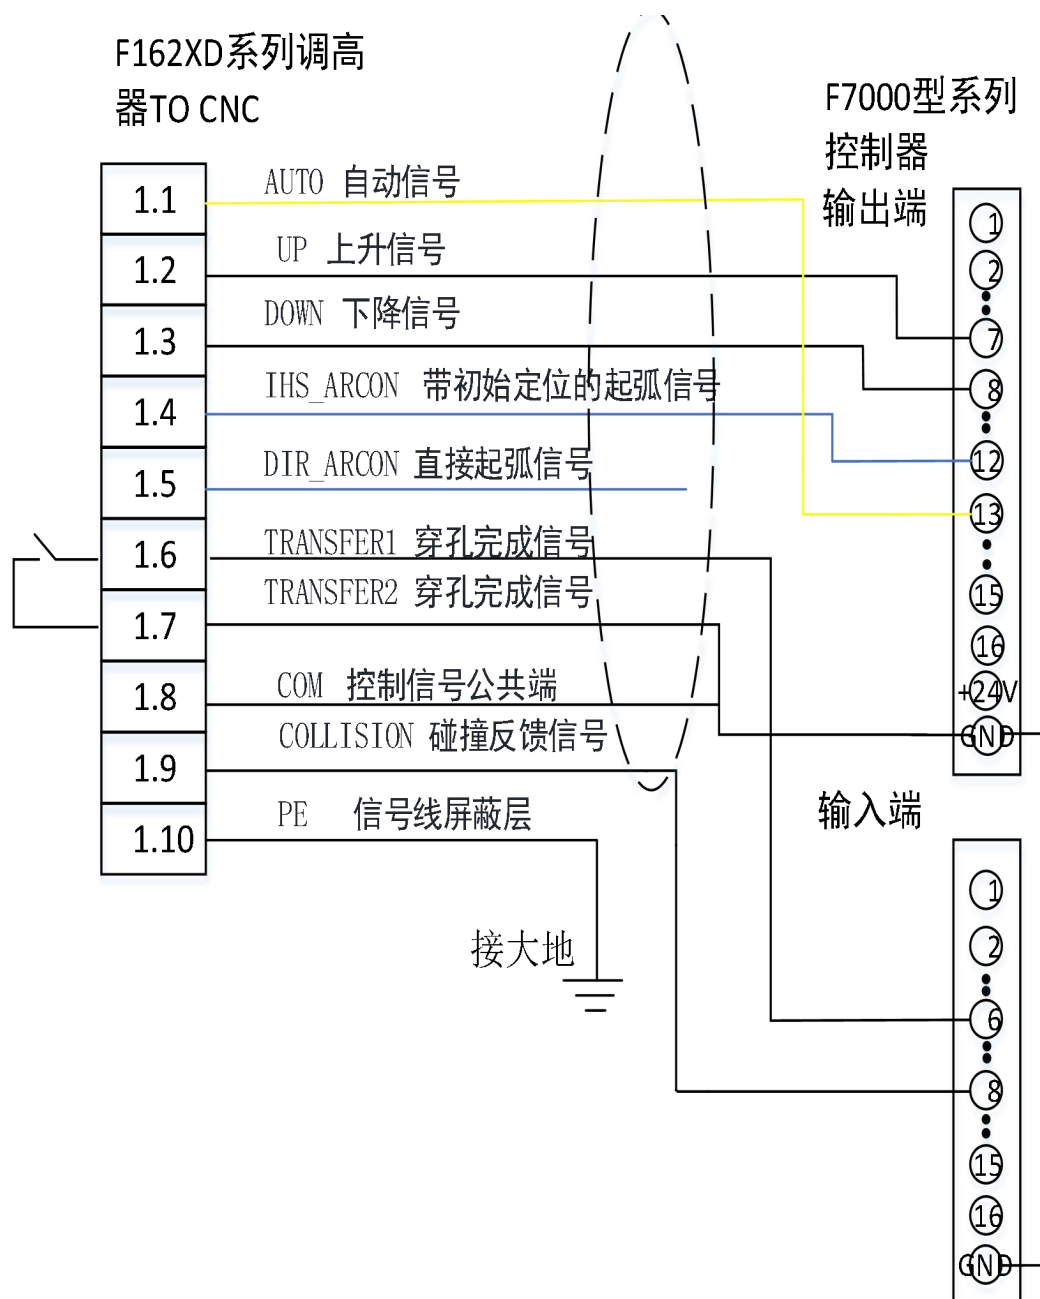 F162XD系列调高
器TO CNC
F7000型系列
控制器
输出端
1.1
AUTO 自动信号
1.2
UP 上升信号
1.3
DOWN 下降信号
1.4
IHS_ARCON 带初始定位的起弧信号
1.5
DIR_ARCON 直接起弧信号
1.6
TRANSFER1 穿孔完成信号
1.7
TRANSFER2 穿孔完成信号
1.8
COM 控制信号公共端
1.9
COLLISION 碰撞反馈信号
1.10
PE 信号线屏蔽层
接大地
1
2
7
8
12
13
15
16
+24V
GND
输入端
1
2
6
8
15
16
GND